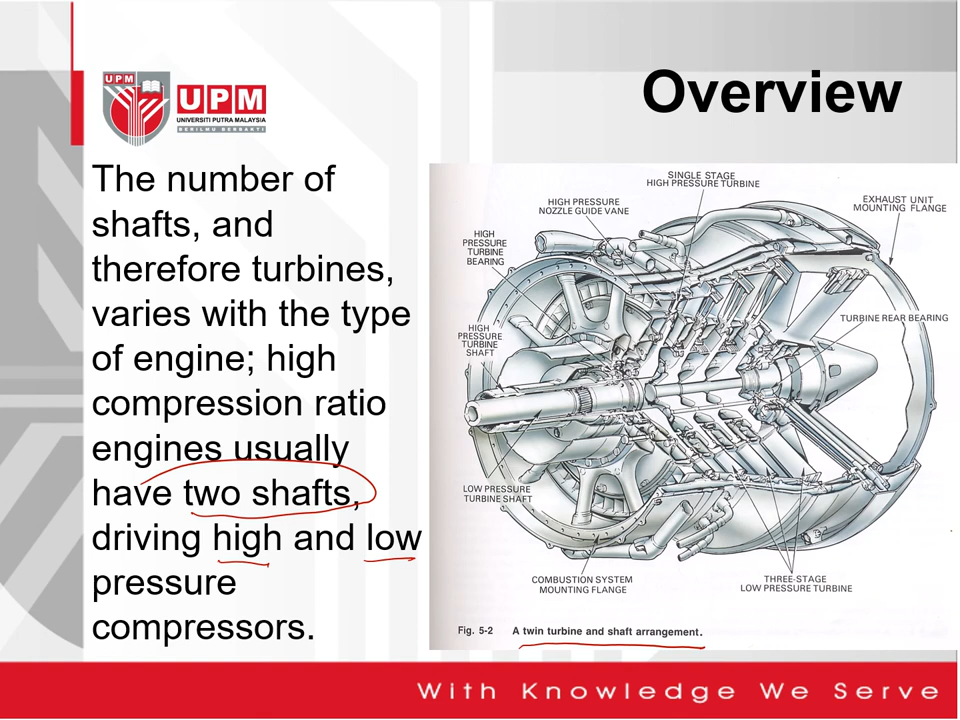 Overview
UPM
UPM
UNIVERSITI PUTRA MALAYSIA
BERILMU BERBAKTI
The number of
shafts, and
therefore turbines,
varies with the type
of engine; high
compression ratio
engines usually
have two shafts,
driving high and low
pressure
compressors.
SINGLE STAGE
HIGH PRESSURE TURBINE
HIGH PRESSURE
NOZZLE GUIDE VANE
EXHAUST UNIT
MOUNTING FLANGE
HIGH
PRESSURE
TURBINE
BEARING
TURBINE REAR BEARING
HIGH
PRESSURE
TURBINE
SHAFT
LOW PRESSURE
TURBINE SHAFT
COMBUSTION SYSTEM
MOUNTING FLANGE
THREE-STAGE
LOW PRESSURE TURBINE
Fig. 5-2 A twin turbine and shaft arrangement.
With Knowledge We Serve